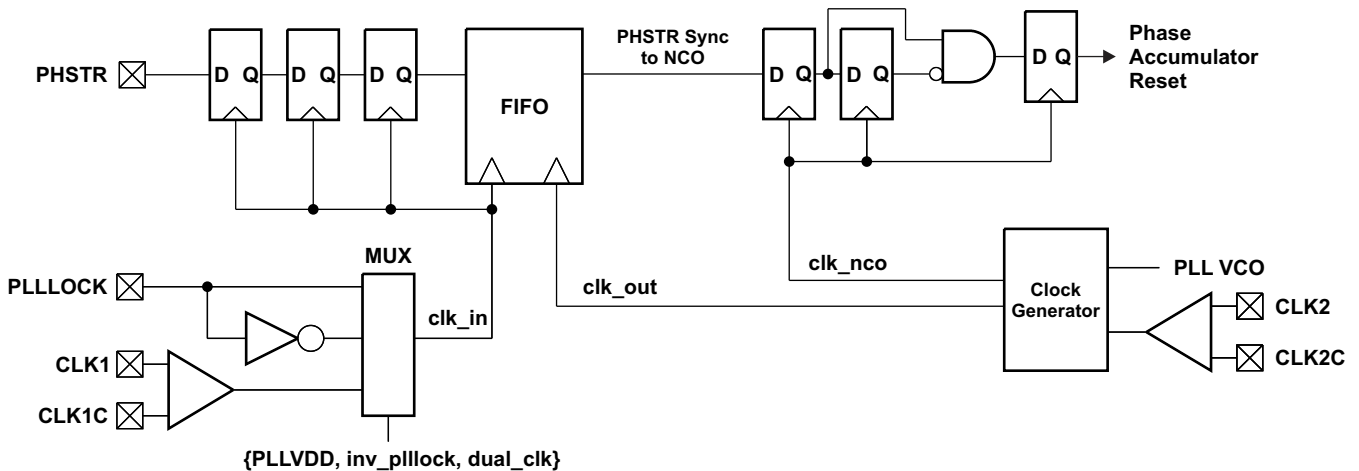 PHSTR
D Q
D Q
D Q
FIFO
PHSTR Sync
to NCO
D Q
D Q
D Q
Phase
Accumulator
Reset
MUX
PLLLOCK
clk_in
CLK1
CLK1C
{PLLVDD, inv_plllock, dual_clk}
clk_out
clk_nco
Clock
Generator
PLL VCO
CLK2
CLK2C